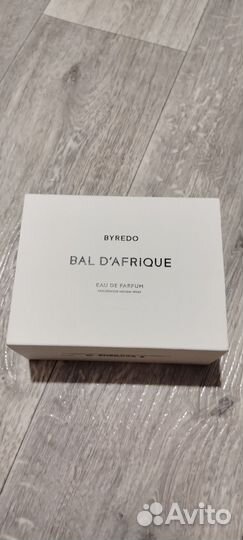 BYREDO
BAL D'AFRIQUE
EAU DE PARFUM
Avito